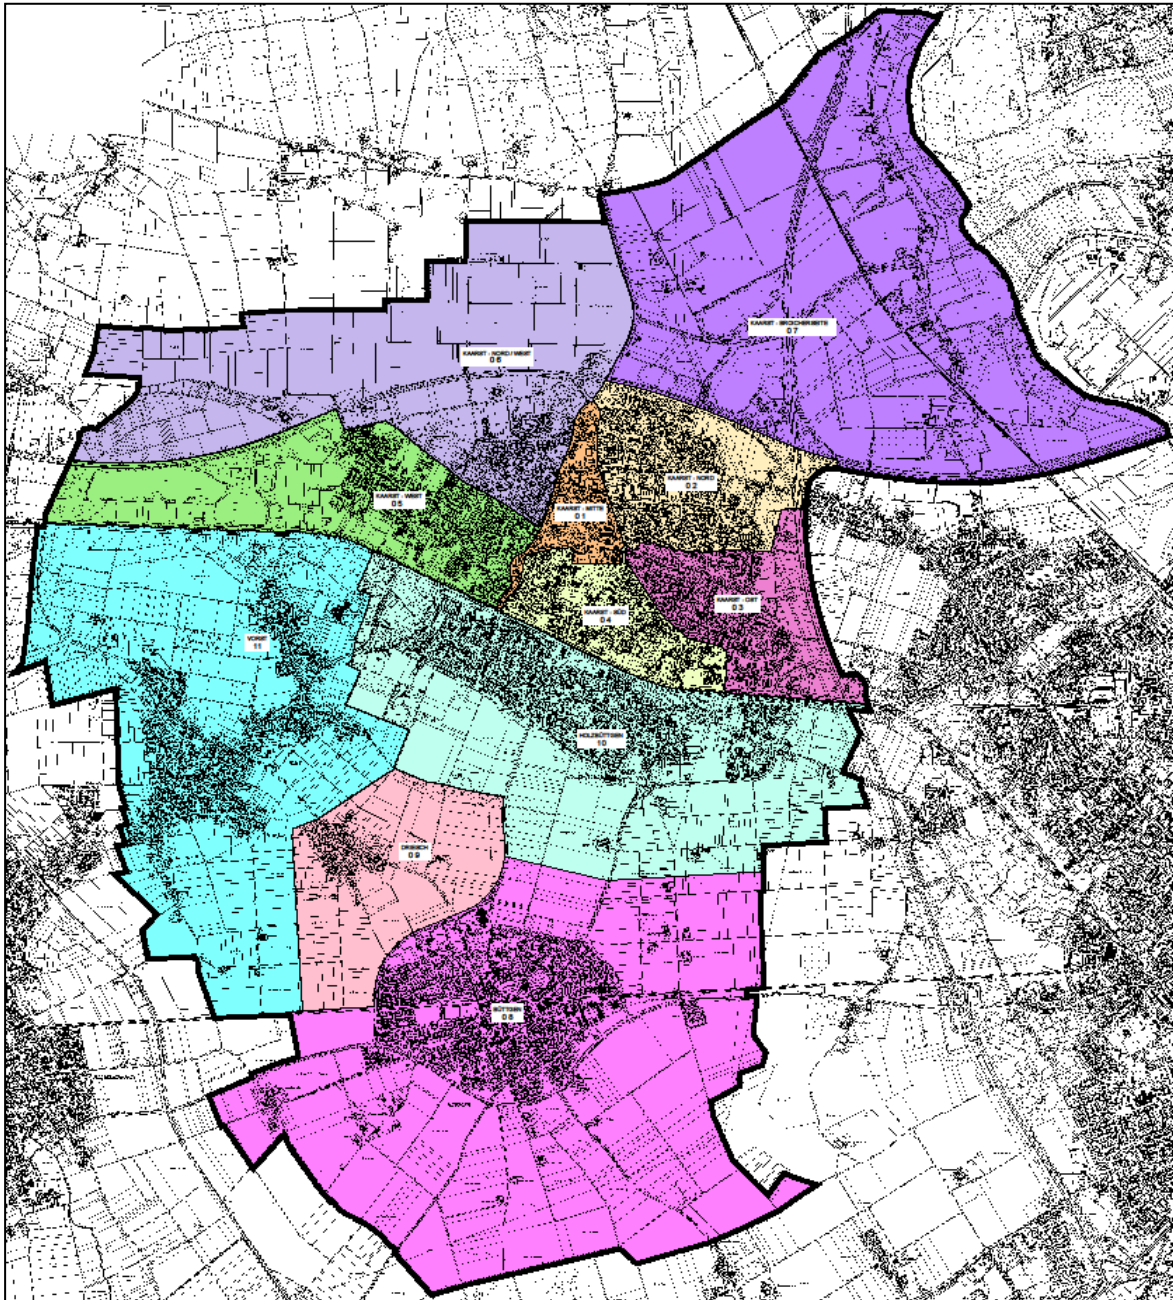 KAARST - BROICHERSEITE
07
KAARST - NORD / WEST
06
KAARST - NORD
02
KAARST - WEST
05
KAARST - MITTE
01
KAARST - OST
03
KAARST - SÜD
04
VORST
11
HOLZBÜTTGEN
10
DRIESCH
09
BÜTTGEN
08